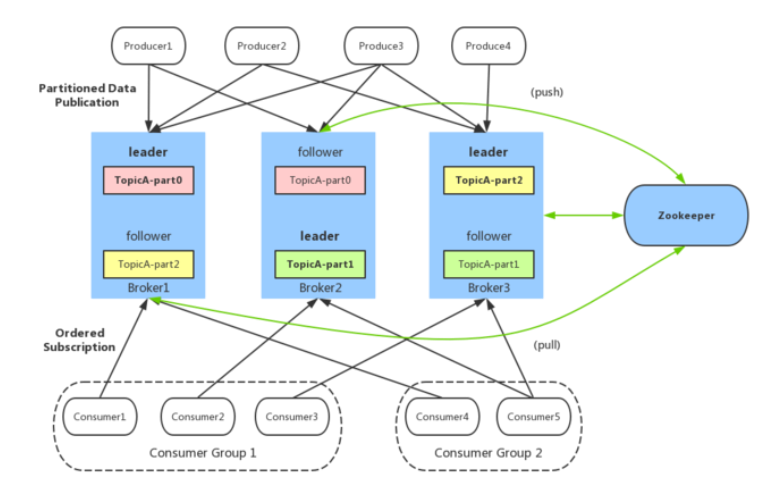 Producer1
Producer2
Produce3
Produce4
Partitioned Data
Publication
(push)
leader
follower
leader
TopicA-part0
TopicA-part0
TopicA-part2
Zookeeper
follower
leader
follower
TopicA-part2
TopicA-part1
TopicA-part1
Broker1
Broker2
Broker3
Ordered
Subscription
(pull)
Consumer1
Consumer2
Consumer3
Consumer4
Consumer5
Consumer Group 1
Consumer Group 2